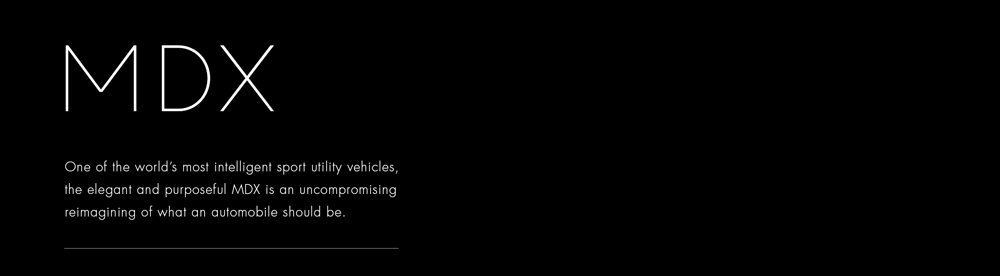 MDX
One of the world's most intelligent sport utility vehicles,
the elegant and purposeful MDX is an uncompromising
reimagining of what an automobile should be.